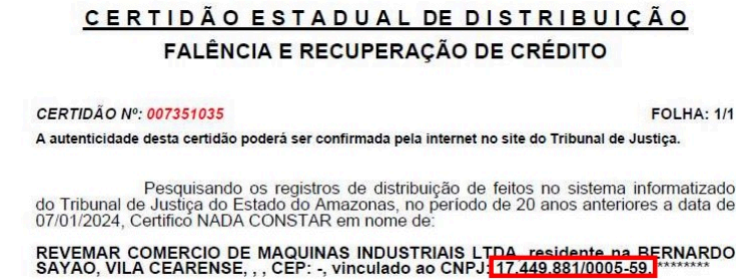 CERTIDÃO ESTADUAL DE DISTRIBUIÇÃO
FALÊNCIA E RECUPERAÇÃO DE CRÉDITO
CERTIDÃO Nº: 007351035 FOLHA: 1/1
A autenticidade desta certidão poderá ser confirmada pela internet no site do Tribunal de Justiça.
Pesquisando os registros de distribuição de feitos no sistema informatizado
do Tribunal de Justiça do Estado do Amazonas, no período de 20 anos anteriores a data de
07/01/2024, Certifico NADA CONSTAR em nome de:
REVEMAR COMERCIO DE MAQUINAS INDUSTRIAIS LTDA, residente na BERNARDO
SAYAO, VILA CEARENSE, , , CEP: -, vinculado ao CNPJ: 17.449.881/0005-59. ********